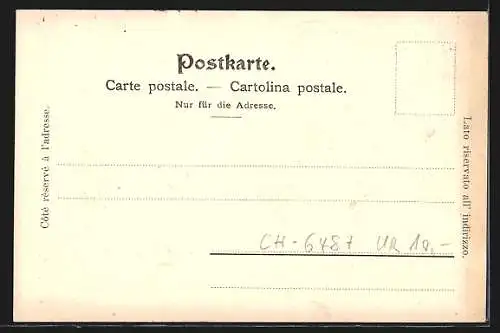 Postkarte.
Carte postale. — Cartolina postale.
Nur für die Adresse.
Côté réservé à l'adresse.
Lato riservato all' indirizzo.
CH-6487 UR 10,-